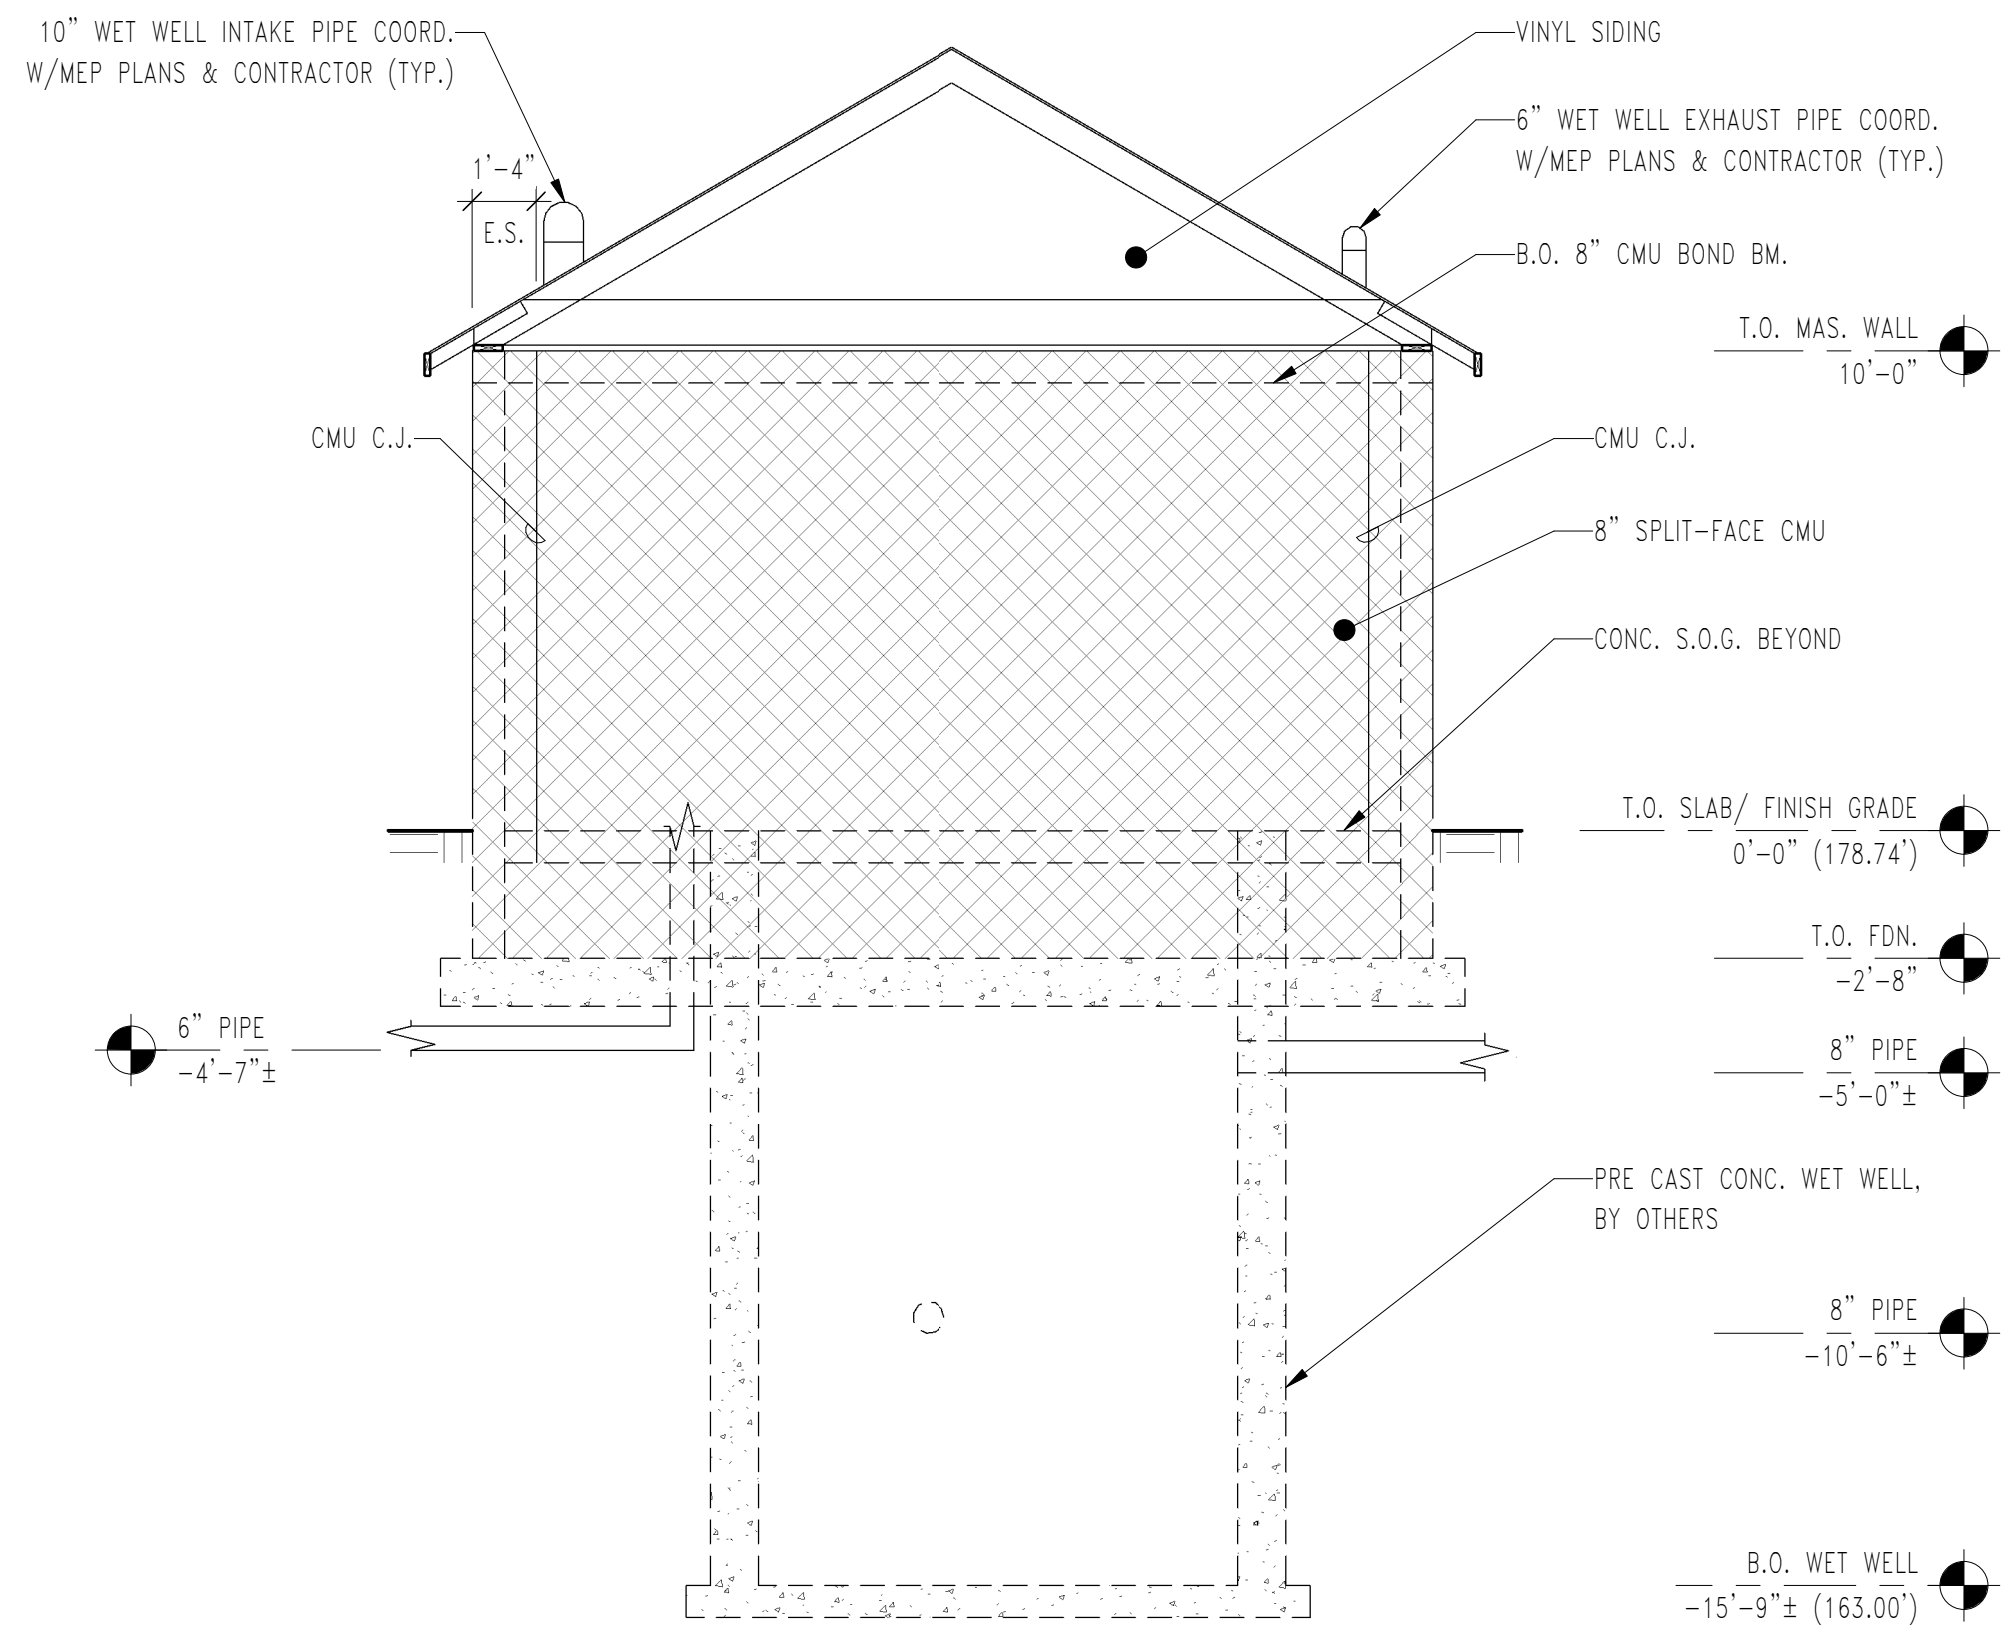 10” WET WELL INTAKE PIPE COORD.
W/MEP PLANS & CONTRACTOR (TYP.)
VINYL SIDING
6” WET WELL EXHAUST PIPE COORD.
W/MEP PLANS & CONTRACTOR (TYP.)
1’-4”
E.S.
B.O. 8” CMU BOND BM.
T.O. MAS. WALL
10’-0”
CMU C.J.
CMU C.J.
8” SPLIT-FACE CMU
CONC. S.O.G. BEYOND
T.O. SLAB/ FINISH GRADE
0’-0” (178.74’)
T.O. FDN.
-2’-8”
6” PIPE
-4’-7”±
8” PIPE
-5’-0”±
PRE CAST CONC. WET WELL,
BY OTHERS
8” PIPE
-10’-6”±
B.O. WET WELL
-15’-9”± (163.00’)